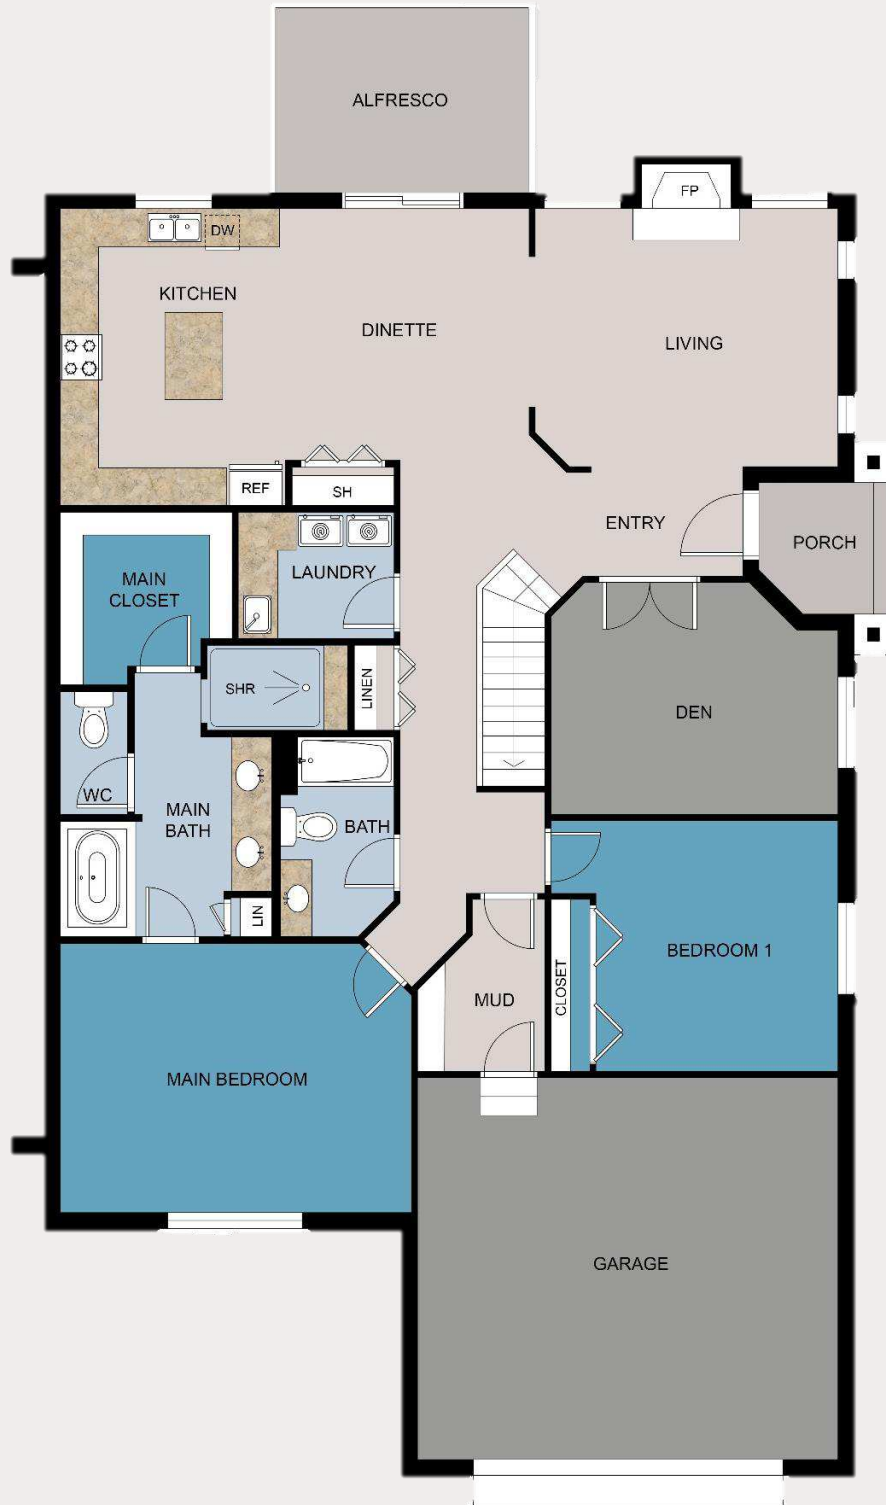 ALFRESCO
FP
DW
KITCHEN
DINETTE
LIVING
REF
SH
ENTRY
PORCH
MAIN
CLOSET
LAUNDRY
SHR
LINEN
DEN
WC
MAIN
BATH
BATH
LIN
BEDROOM 1
CLOSET
MUD
MAIN BEDROOM
GARAGE